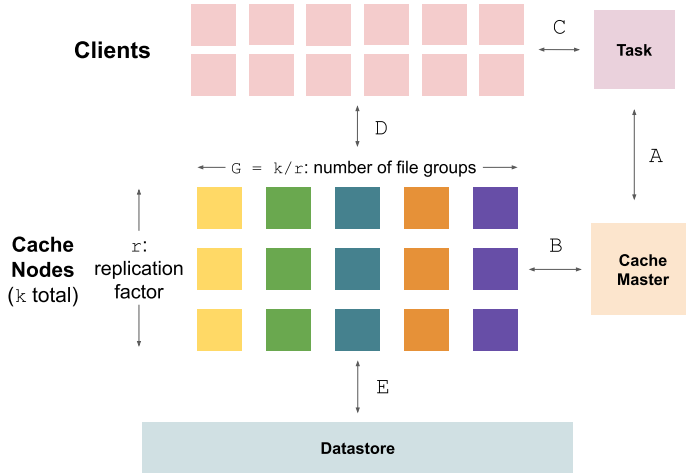 Clients
C
Task
D
A
G = k/r: number of file groups
Cache
Nodes
(k total)
r:
replication
factor
B
Cache
Master
E
Datastore